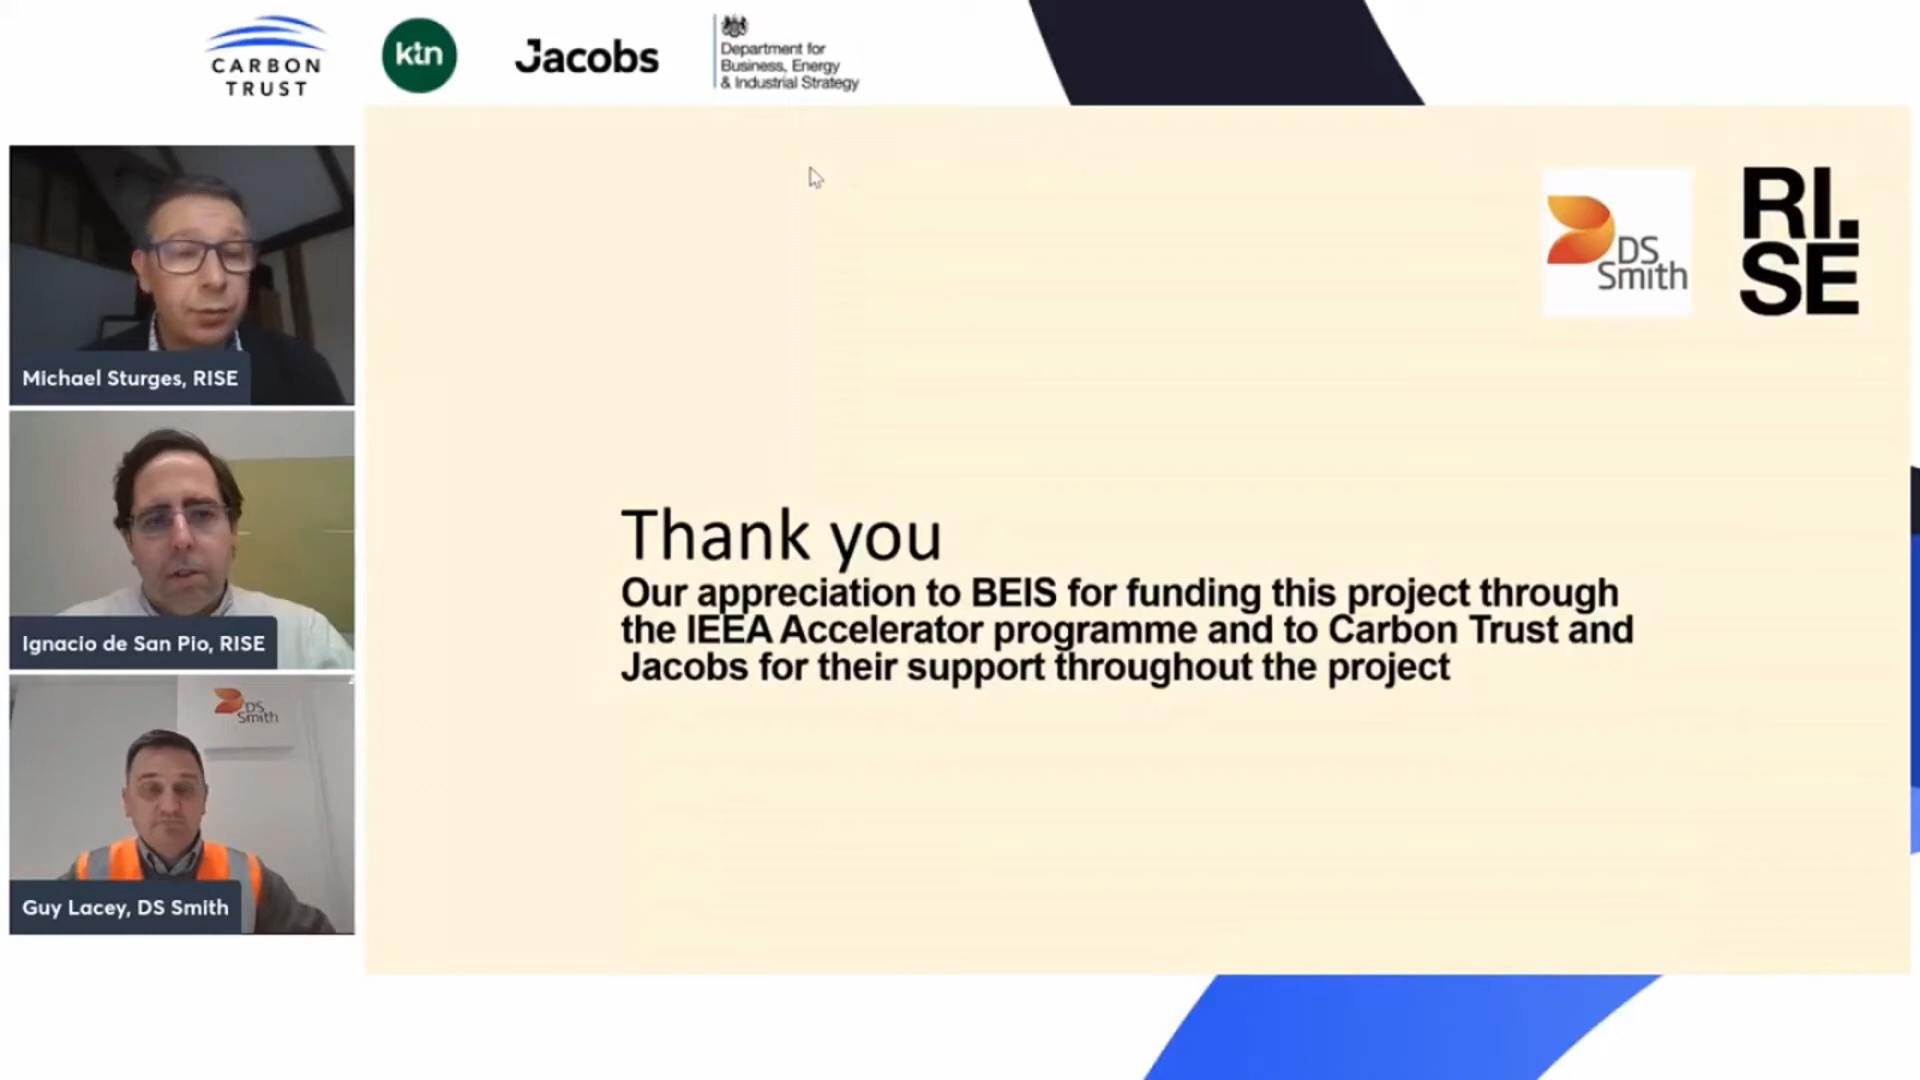 CARBON
TRUST
ktn
Jacobs
Department for
Business, Energy
& Industrial Strategy
DS
Smith
RI.
SE
Michael Sturges, RISE
Ignacio de San Pio, RISE
DS
Smith
Guy Lacey, DS Smith
Thank you
Our appreciation to BEIS for funding this project through
the IEEA Accelerator programme and to Carbon Trust and
Jacobs for their support throughout the project